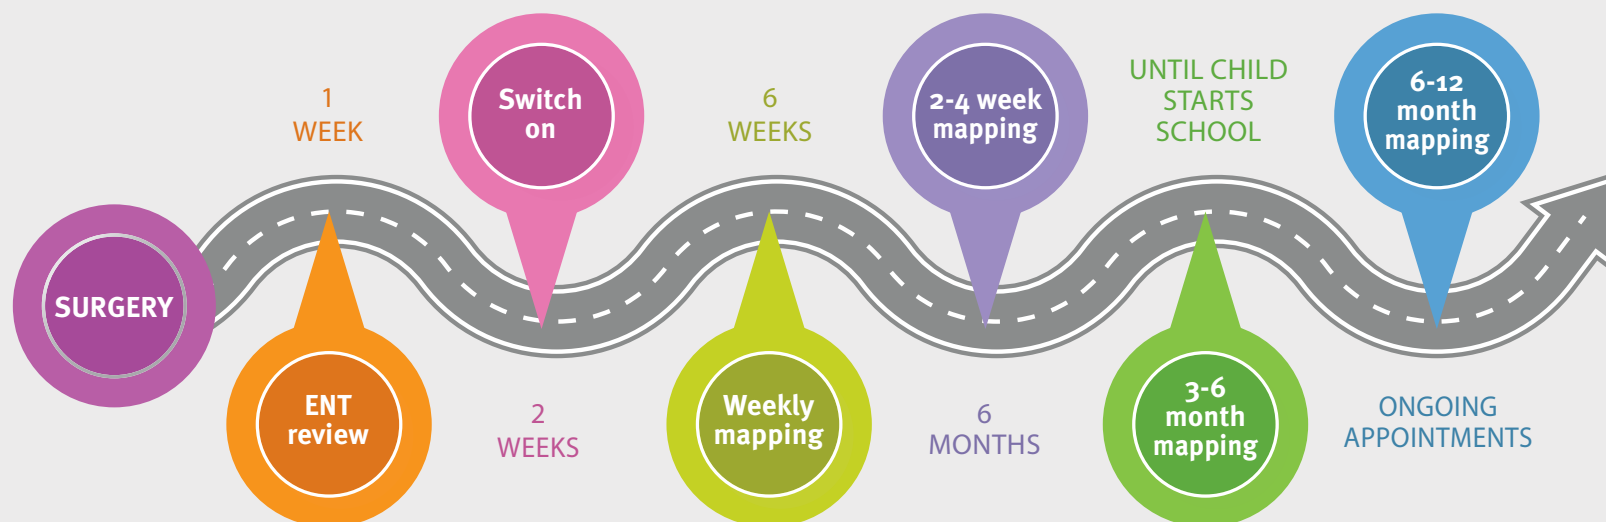 SURGERY
1
WEEK
ENT
review
Switch
on
2
WEEKS
6
WEEKS
Weekly
mapping
2-4 week
mapping
6
MONTHS
UNTIL CHILD
STARTS
SCHOOL
3-6
month
mapping
6-12
month
mapping
ONGOING
APPOINTMENTS